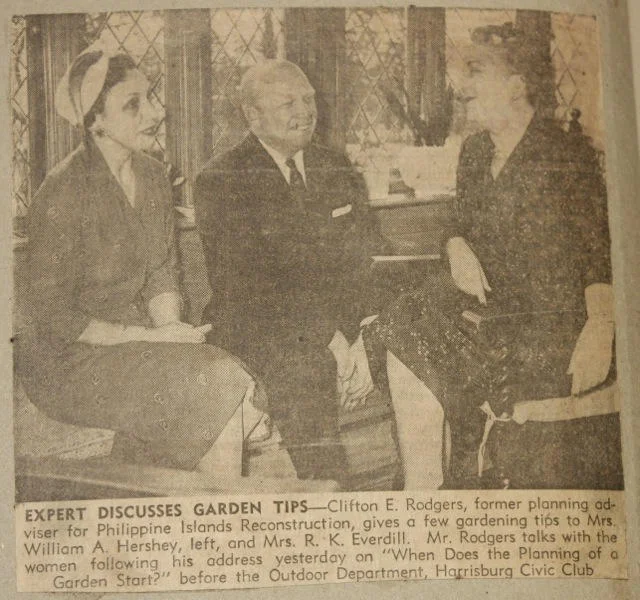 EXPERT DISCUSSES GARDEN TIPS—Clifton E. Rodgers, former planning ad-
viser for Philippine Islands Reconstruction, gives a few gardening tips to Mrs.
William A. Hershey, left, and Mrs. R. K. Everdill. Mr. Rodgers talks with the
women following his address yesterday on "When Does the Planning of a
Garden Start?" before the Outdoor Department, Harrisburg Civic Club